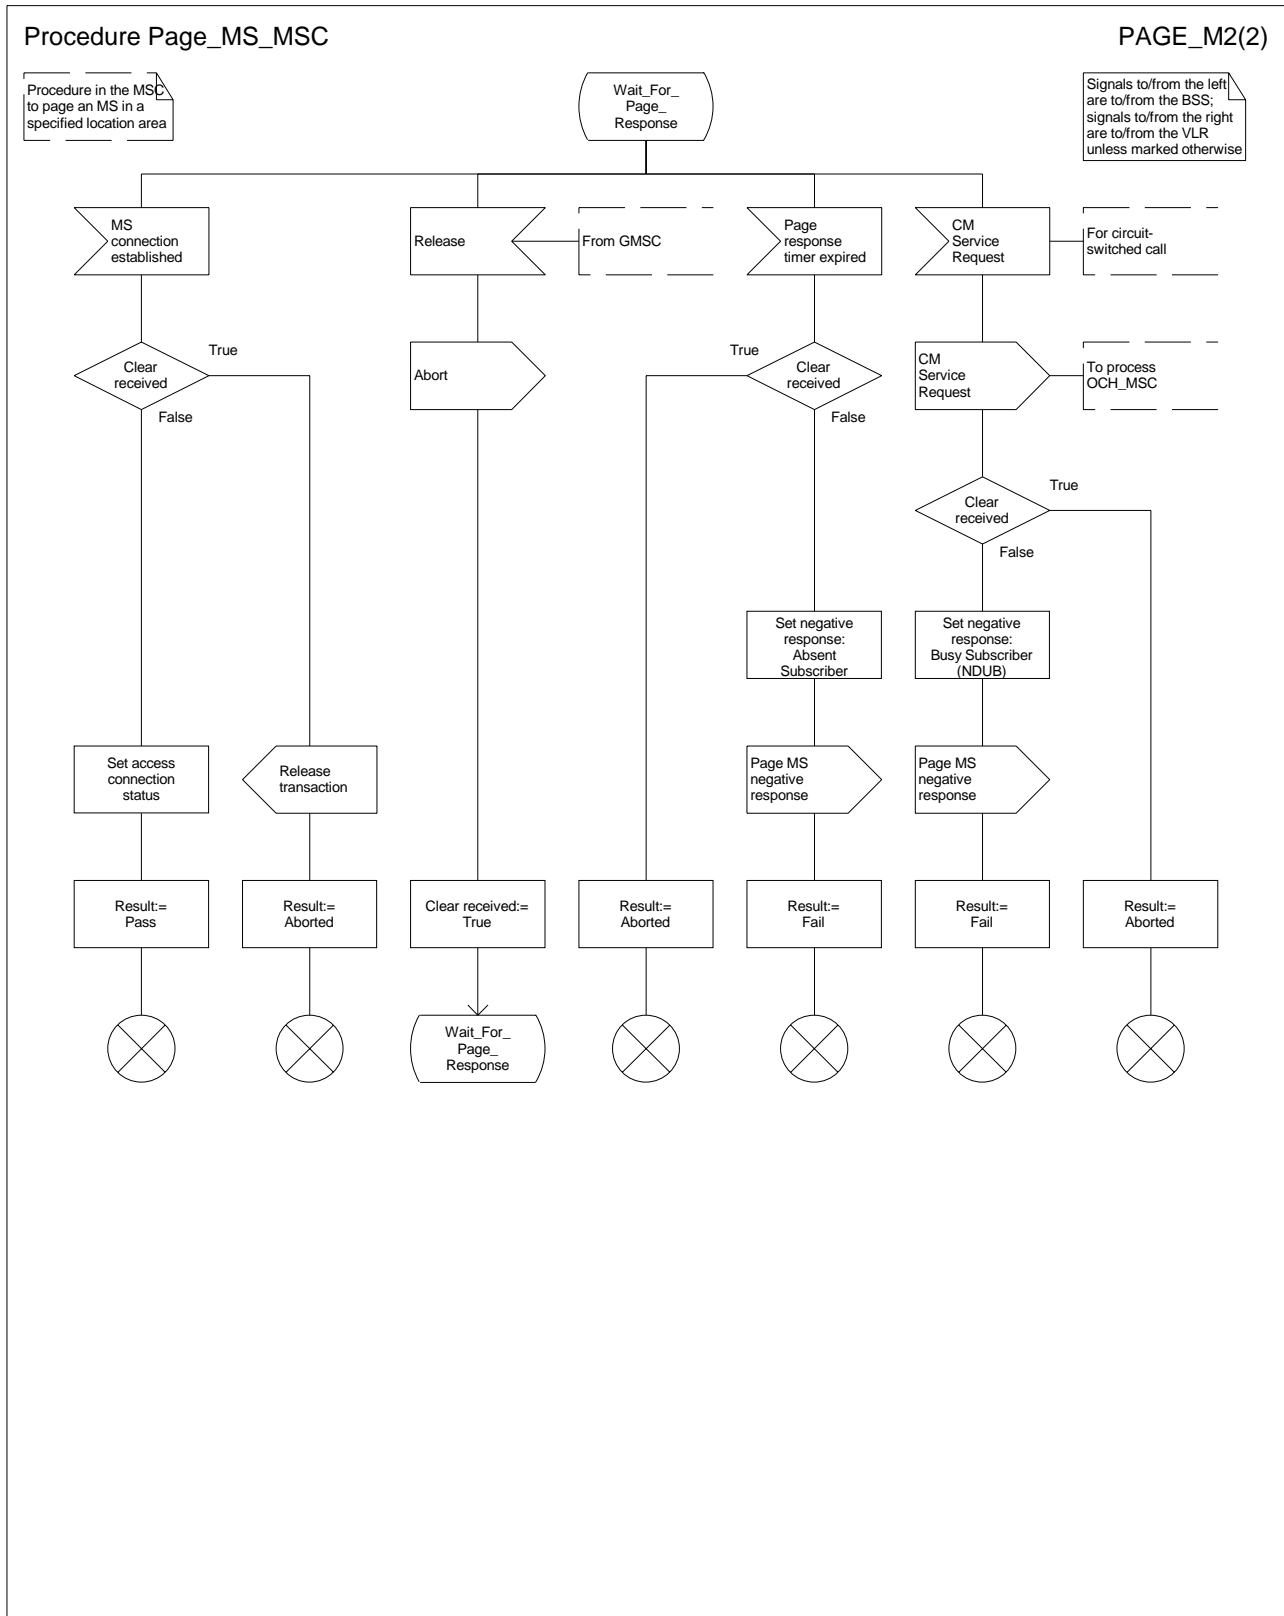 Procedure Page_MS_MSC
PAGE_M2(2)
Procedure in the MSC
to page an MS in a
specified location area
Wait_For_
Page_
Response
Signals to/from the left
are to/from the BSS;
signals to/from the right
are to/from the VLR
unless marked otherwise
MS
connection
established
Release
From GMSC
Page
response
timer expired
CM
Service
Request
For circuit-
switched call
Clear
received
True
False
Abort
True
Clear
received
False
CM
Service
Request
To process
OCH_MSC
Clear
received
True
False
Set negative
response:
Absent
Subscriber
Set negative
response:
Busy Subscriber
(NDUB)
Set access
connection
status
Release
transaction
Page MS
negative
response
Page MS
negative
response
Result:=
Pass
Result:=
Aborted
Clear received:=
True
Result:=
Aborted
Result:=
Fail
Result:=
Fail
Result:=
Aborted
Wait_For_
Page_
Response